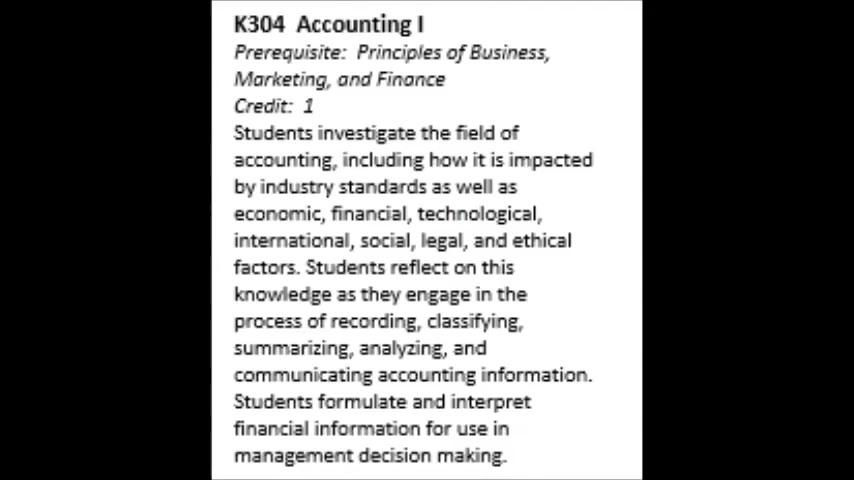 K304 Accounting I
Prerequisite: Principles of Business,
Marketing, and Finance
Credit: 1
Students investigate the field of
accounting, including how it is impacted
by industry standards as well as
economic, financial, technological,
international, social, legal, and ethical
factors. Students reflect on this
knowledge as they engage in the
process of recording, classifying,
summarizing, analyzing, and
communicating accounting information.
Students formulate and interpret
financial information for use in
management decision making.